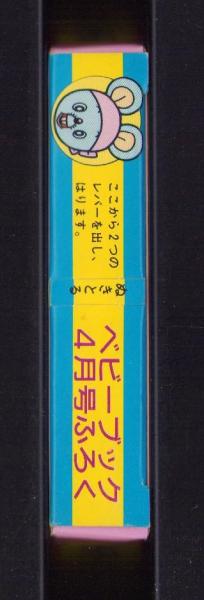 ここから2つの
レバーを出し、
はります。
ぬきとる
ベビーブック
4月号ふろく